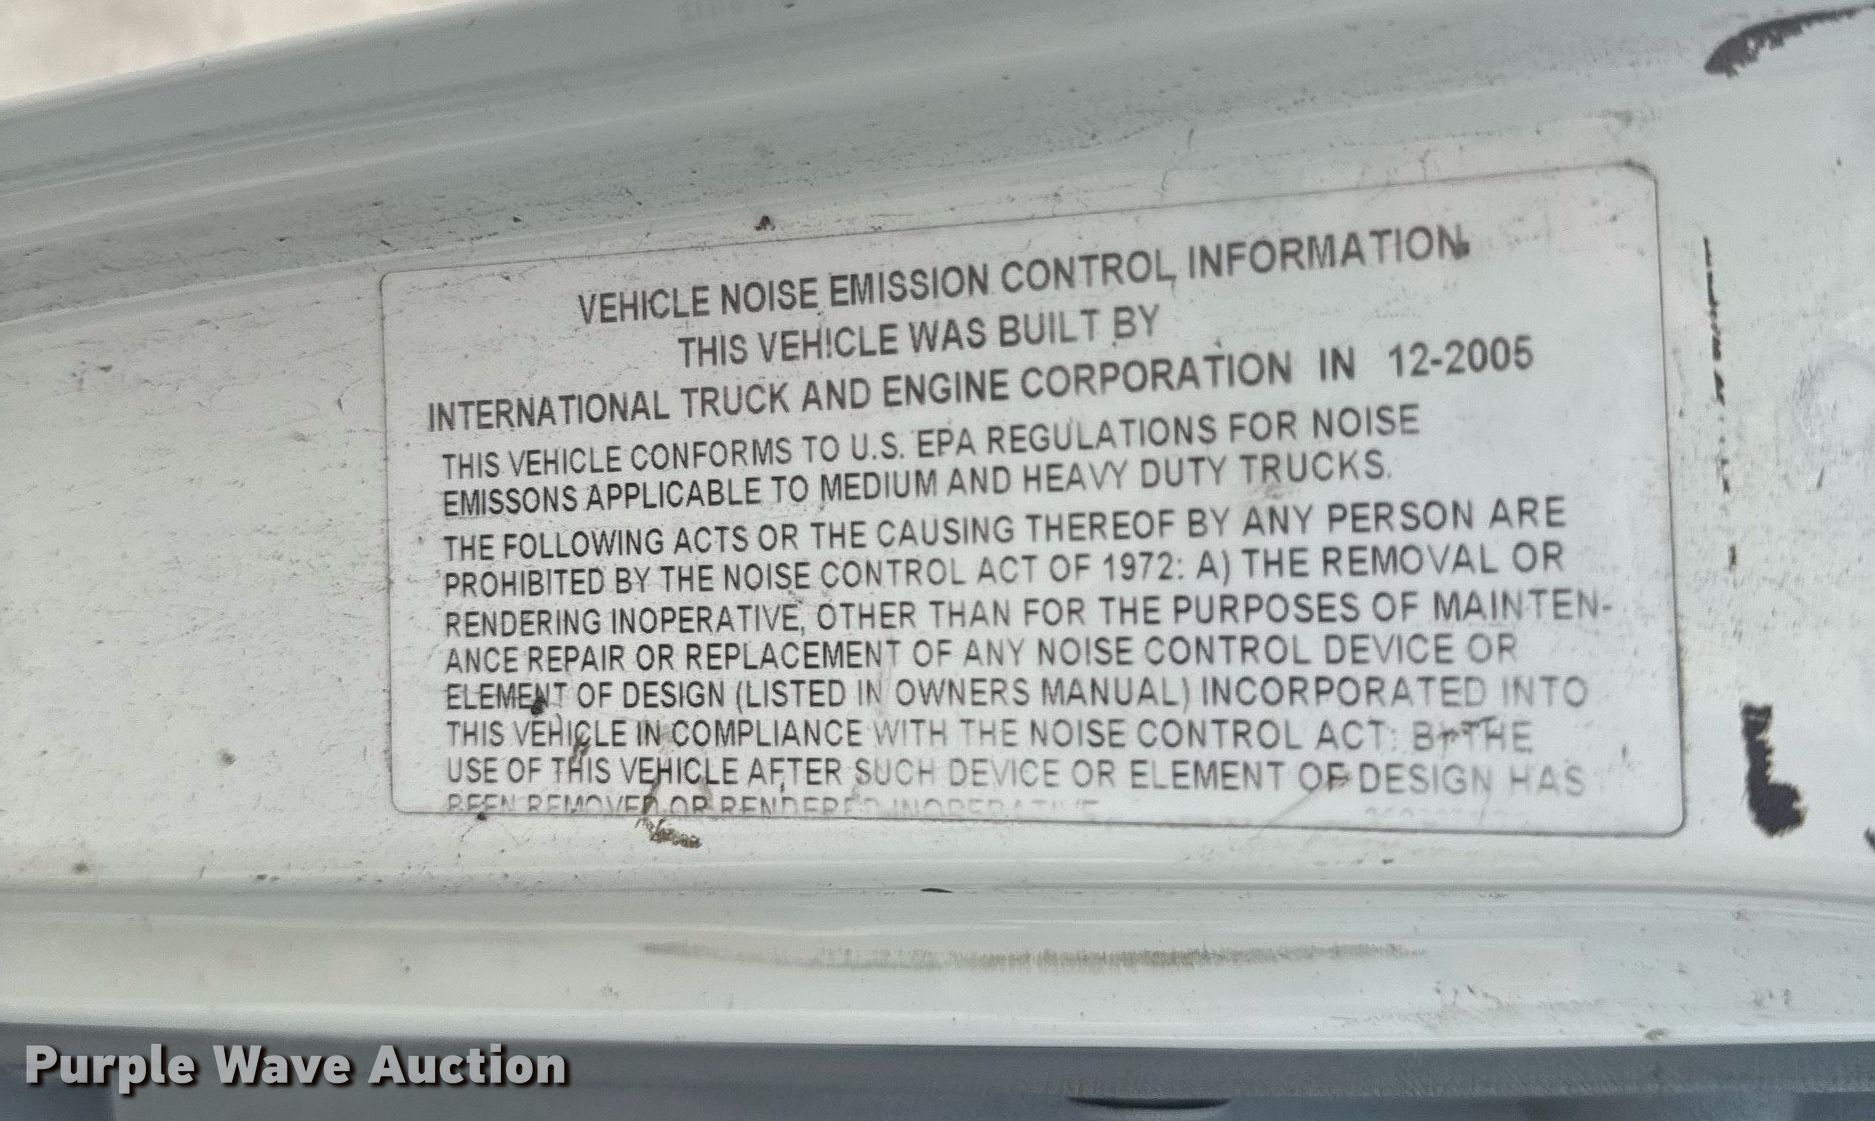 VEHICLE NOISE EMISSION CONTROL INFORMATION
THIS VEHICLE WAS BUILT BY
INTERNATIONAL TRUCK AND ENGINE CORPORATION IN 12-2005
THIS VEHICLE CONFORMS TO U.S. EPA REGULATIONS FOR NOISE
EMISSONS APPLICABLE TO MEDIUM AND HEAVY DUTY TRUCKS.
THE FOLLOWING ACTS OR THE CAUSING THEREOF BY ANY PERSON ARE
PROHIBITED BY THE NOISE CONTROL ACT OF 1972: A) THE REMOVAL OR
RENDERING INOPERATIVE, OTHER THAN FOR THE PURPOSES OF MAINTEN-
ANCE REPAIR OR REPLACEMENT OF ANY NOISE CONTROL DEVICE OR
ELEMENT OF DESIGN (LISTED IN OWNERS MANUAL) INCORPORATED INTO
THIS VEHICLE IN COMPLIANCE WITH THE NOISE CONTROL ACT: B) THE
USE OF THIS VEHICLE AFTER SUCH DEVICE OR ELEMENT OF DESIGN HAS
BEEN REMOVED OR RENDERED INOPERATIVE
Purple Wave Auction